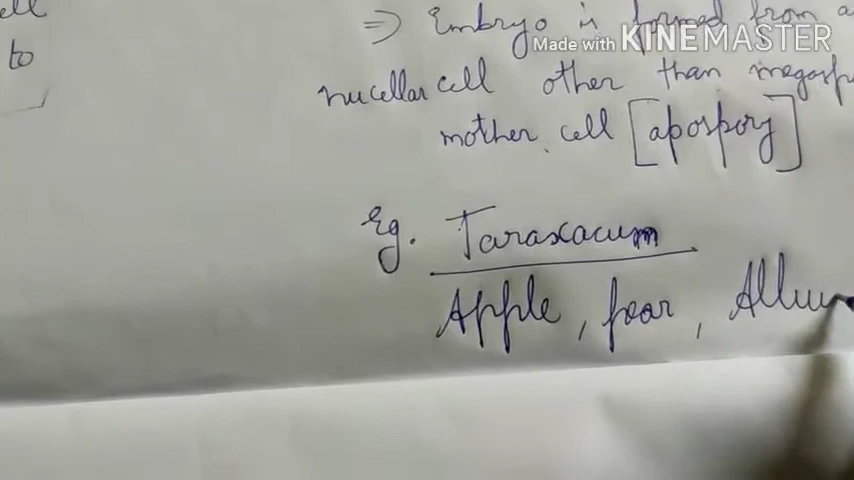 ell
⇒ Embryo is formed from a
Made with KINEMASTER
to
nucellar cell other than megasp
mother cell [apospory]
Eg. Taraxacum
Apple, pear, Allium